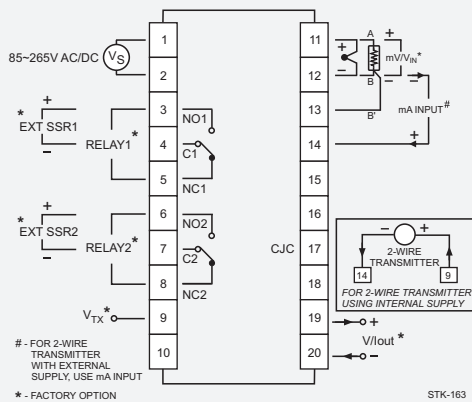 85~265V AC/DC
VS
1
2
3
4
5
6
7
8
9
10
+
* EXT SSR1
–
RELAY1*
NO1
C1
NC1
+
* EXT SSR2
–
RELAY2*
NO2
C2
NC2
VTX*
# - FOR 2-WIRE
TRANSMITTER
WITH EXTERNAL
SUPPLY, USE mA INPUT
* - FACTORY OPTION
11
12
13
14
15
16
CJC 17
18
19
20
+
–
A
B
B'
+
mV/VIN*
–
–
mA INPUT#
+
– +
2-WIRE
TRANSMITTER
14 9
FOR 2-WIRE TRANSMITTER
USING INTERNAL SUPPLY
+
V/Iout *
–
STK-163